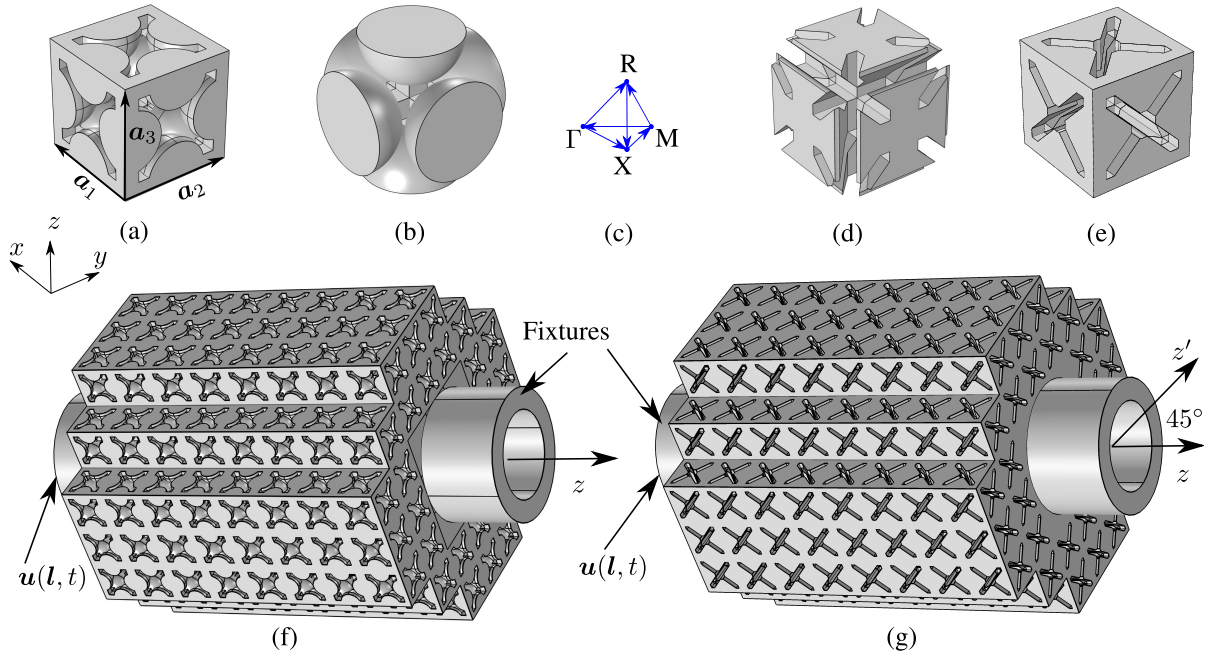 a₃
a₁
a₂
R
Γ
M
X
(a)
(b)
(c)
(d)
(e)
z
x
y
Fixtures
z′
45°
z
z
u(l, t)
u(l, t)
(f)
(g)